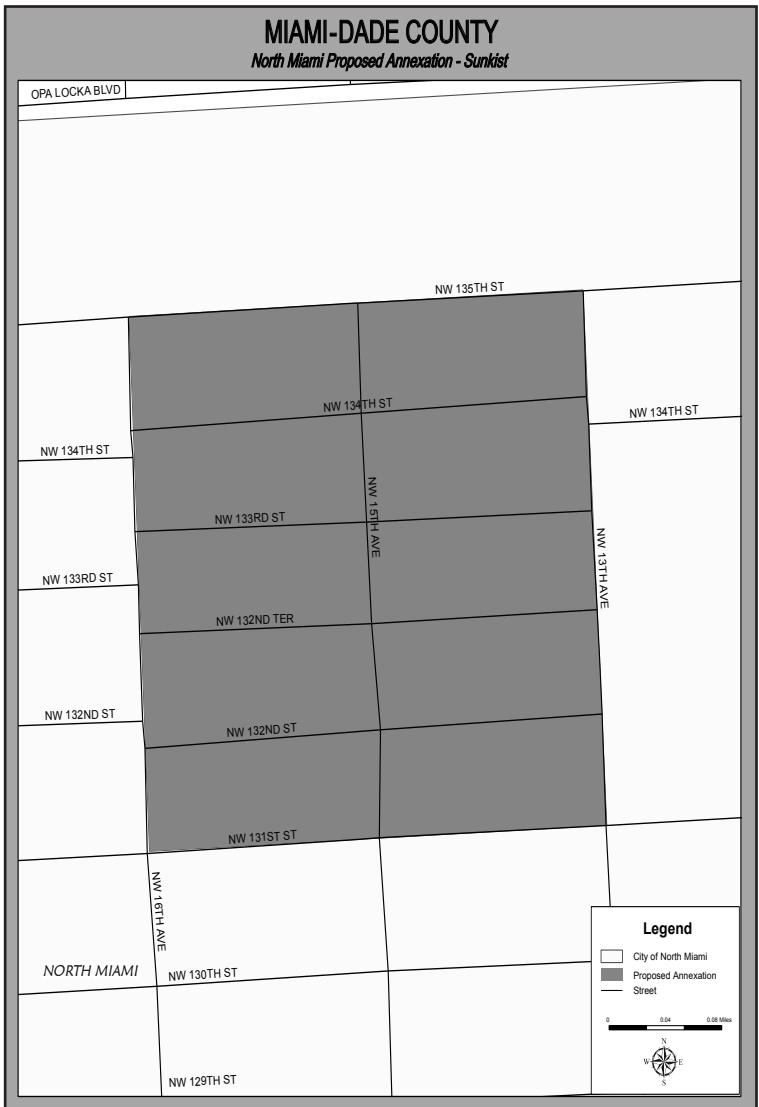 MIAMI-DADE COUNTY
North Miami Proposed Annexation - Sunkist
OPA LOCKA BLVD
NW 135TH ST
NW 134TH ST
NW 134TH ST
NW 134TH ST
NW 15TH AVE
NW 133RD ST
NW 13TH AVE
NW 133RD ST
NW 132ND TER
NW 132ND ST
NW 132ND ST
NW 131ST ST
NW 16TH AVE
NORTH MIAMI
NW 130TH ST
NW 129TH ST
Legend
City of North Miami
Proposed Annexation
Street
0 0.04 0.08 Miles
N
W E
S